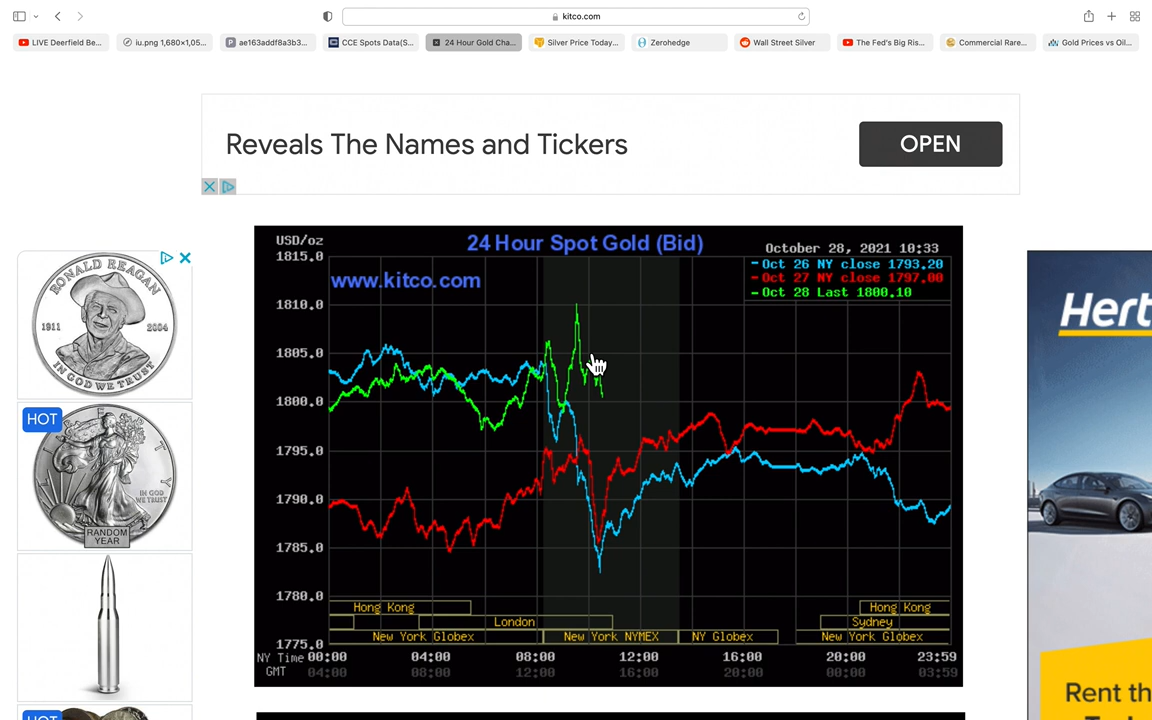 kitco.com
LIVE Deerfield Be...
iu.png 1,680×1,05...
ae163addf8a3b3...
CCE Spots Data(S...
24 Hour Gold Cha...
Silver Price Today...
Zerohedge
Wall Street Silver
The Fed's Big Ris...
Commercial Rare...
Gold Prices vs Oil...
Reveals The Names and Tickers
OPEN
USD/oz
24 Hour Spot Gold (Bid)
October 28, 2021 10:33
www.kitco.com
Oct 26 NY close 1793.20
Oct 27 NY close 1797.00
Oct 28 Last 1800.10
1815.0
1810.0
1805.0
1800.0
1795.0
1790.0
1785.0
1780.0
1775.0
Hong Kong
Hong Kong
London
Sydney
New York Globex
New York NYMEX
NY Globex
New York Globex
NY Time 00:00 04:00 08:00 12:00 16:00 20:00 23:59
GMT 04:00 08:00 12:00 16:00 20:00 00:00 03:59
RONALD REAGAN
1911
2004
IN GOD WE TRUST
HOT
LIBERTY
IN GOD
WE TRUST
RANDOM
YEAR
HOT
Hert
Rent th